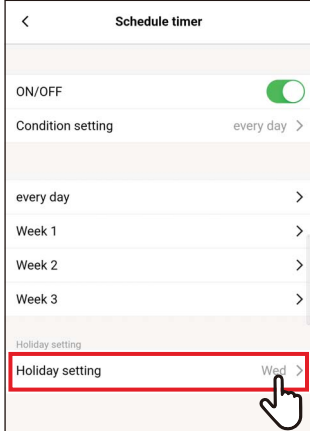 Schedule timer
ON/OFF
Condition setting every day
every day
Week 1
Week 2
Week 3
Holiday setting
Holiday setting Wed